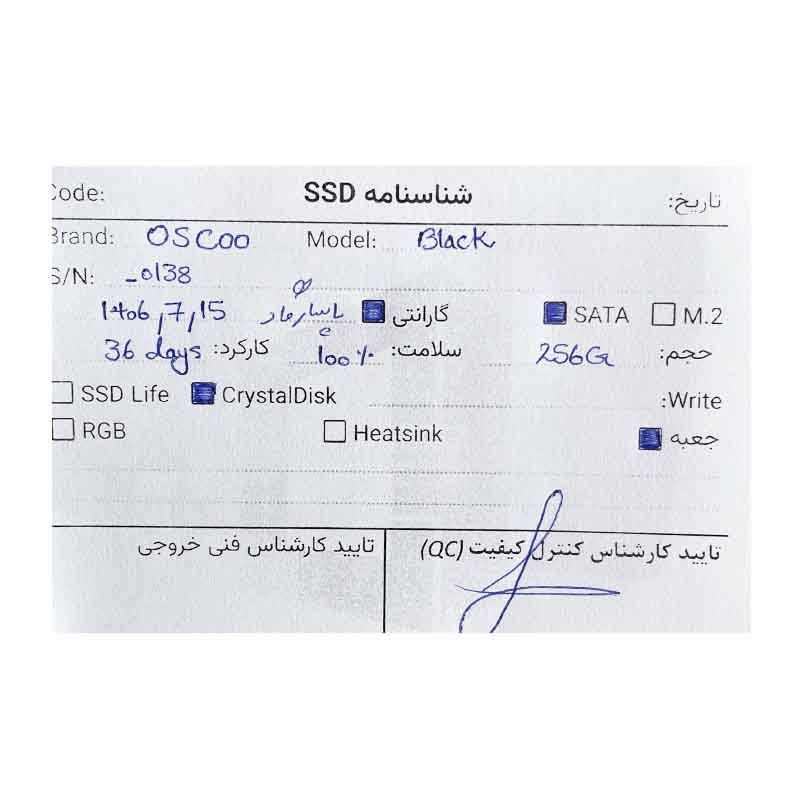 تاریخ: شناسنامه SSD Code:
Brand: OSCOO Model: Black
S/N: _0138
M.2 SATA گارانتی 1406,7,15
حجم: 256G سلامت: 100% کارکرد: 36 days
Write: CrystalDisk SSD Life
جعبه Heatsink RGB
تایید کارشناس کنترل کیفیت (QC) تایید کارشناس فنی خروجی